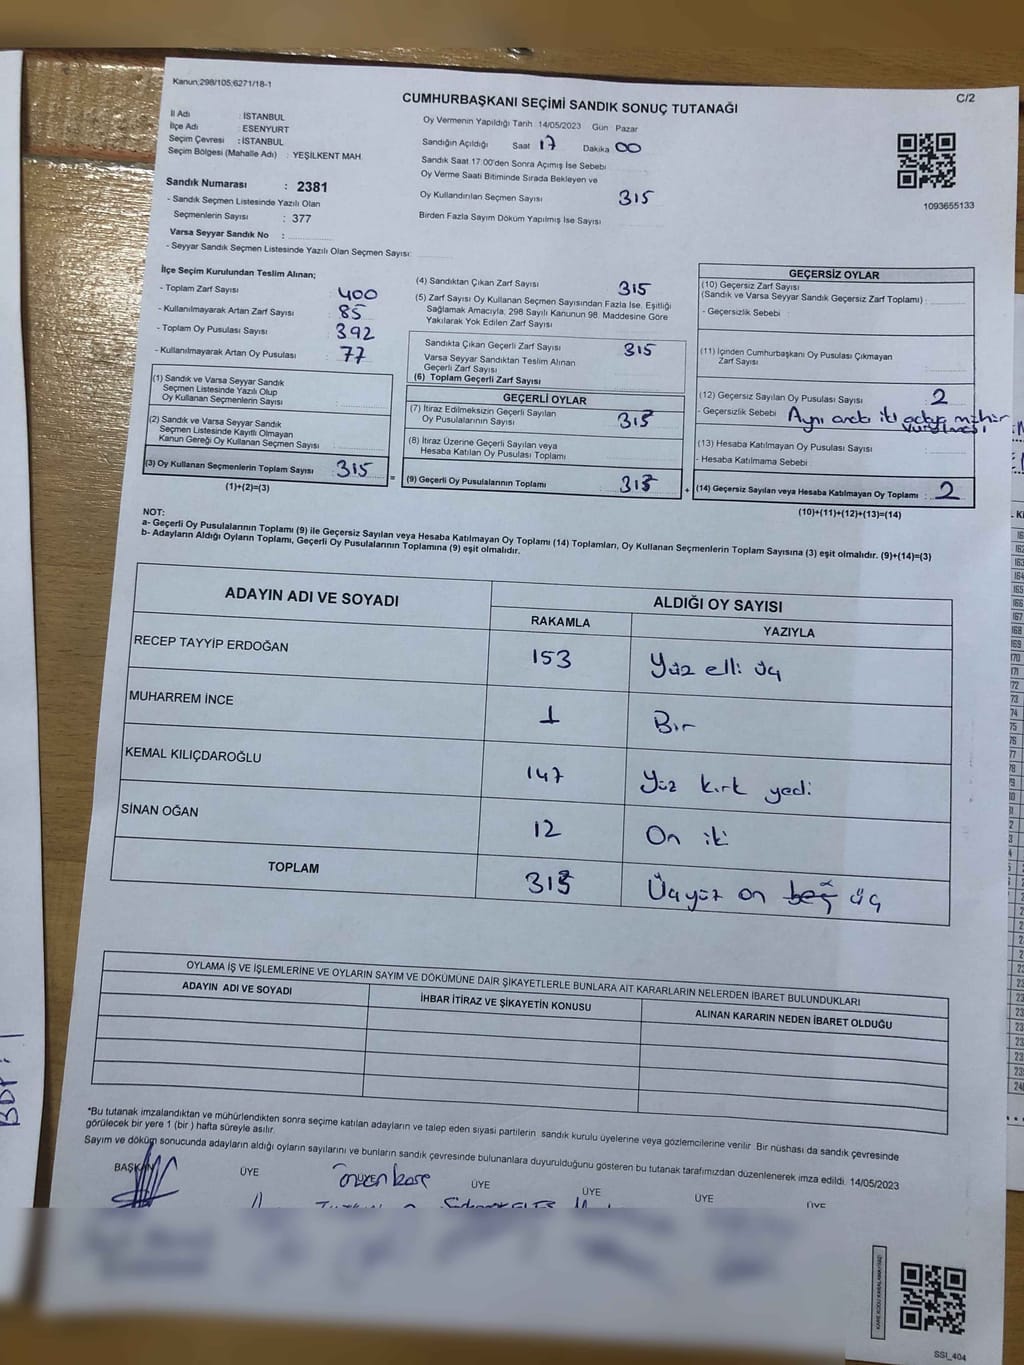 Kanun:298/105;6271/18-1
C/2
CUMHURBAŞKANI SEÇİMİ SANDIK SONUÇ TUTANAĞI
İl Adı : İSTANBUL
İlçe Adı : ESENYURT
Seçim Çevresi : İSTANBUL
Seçim Bölgesi (Mahalle Adı) : YEŞİLKENT MAH.
Sandık Numarası : 2381
- Sandık Seçmen Listesinde Yazılı Olan
Seçmenlerin Sayısı : 377
Varsa Seyyar Sandık No :
- Seyyar Sandık Seçmen Listesinde Yazılı Olan Seçmen Sayısı:
Oy Vermenin Yapıldığı Tarih :14/05/2023 Gün Pazar
Sandığın Açıldığı Saat 17 Dakika 00
Sandık Saat 17:00'den Sonra Açımış İse Sebebi
Oy Verme Saati Bitiminde Sırada Bekleyen ve
Oy Kullandırılan Seçmen Sayısı 315
Birden Fazla Sayım Döküm Yapılmış İse Sayısı
1093655133
İlçe Seçim Kurulundan Teslim Alınan;
- Toplam Zarf Sayısı : 400
- Kullanılmayarak Artan Zarf Sayısı : 85
- Toplam Oy Pusulası Sayısı : 392
- Kullanılmayarak Artan Oy Pusulası : 77
(1) Sandık ve Varsa Seyyar Sandık
Seçmen Listesinde Yazılı Olup
Oy Kullanan Seçmenlerin Sayısı :
(2) Sandık ve Varsa Seyyar Sandık
Seçmen Listesinde Kayıtlı Olmayan
Kanun Gereği Oy Kullanan Seçmen Sayısı :
(3) Oy Kullanan Seçmenlerin Toplam Sayısı : 315
(1)+(2)=(3)
(4) Sandıktan Çıkan Zarf Sayısı 315
(5) Zarf Sayısı Oy Kullanan Seçmen Sayısından Fazla İse, Eşitliği
Sağlamak Amacıyla, 298 Sayılı Kanunun 98. Maddesine Göre
Yakılarak Yok Edilen Zarf Sayısı
Sandıkta Çıkan Geçerli Zarf Sayısı 315
Varsa Seyyar Sandıktan Teslim Alınan
Geçerli Zarf Sayısı
(6) Toplam Geçerli Zarf Sayısı
=
GEÇERLİ OYLAR
(7) İtiraz Edilmeksizin Geçerli Sayılan
Oy Pusulalarının Sayısı 313
(8) İtiraz Üzerine Geçerli Sayılan veya
Hesaba Katılan Oy Pusulası Toplamı
(9) Geçerli Oy Pusulalarının Toplamı 313
+
GEÇERSİZ OYLAR
(10) Geçersiz Zarf Sayısı
(Sandık ve Varsa Seyyar Sandık Geçersiz Zarf Toplamı) :
- Geçersizlik Sebebi :
(11) İçinden Cumhurbaşkanı Oy Pusulası Çıkmayan
Zarf Sayısı :
(12) Geçersiz Sayılan Oy Pusulası Sayısı : 2
- Geçersizlik Sebebi Aynı anda iki adaya mühür
vurulması
(13) Hesaba Katılmayan Oy Pusulası Sayısı :
- Hesaba Katılmama Sebebi
(14) Geçersiz Sayılan veya Hesaba Katılmayan Oy Toplamı : 2
(10)+(11)+(12)+(13)=(14)
NOT:
a- Geçerli Oy Pusulalarının Toplamı (9) ile Geçersiz Sayılan veya Hesaba Katılmayan Oy Toplamı (14) Toplamları, Oy Kullanan Seçmenlerin Toplam Sayısına (3) eşit olmalıdır. (9)+(14)=(3)
b- Adayların Aldığı Oyların Toplamı, Geçerli Oy Pusulalarının Toplamına (9) eşit olmalıdır.
ADAYIN ADI VE SOYADI
ALDIĞI OY SAYISI
RAKAMLA YAZIYLA
RECEP TAYYİP ERDOĞAN 153 Yüz elli üç
MUHARREM İNCE 1 Bir
KEMAL KILIÇDAROĞLU 147 Yüz kırk yedi
SİNAN OĞAN 12 On iki
TOPLAM 313 Üçyüz on beş üç
OYLAMA İŞ VE İŞLEMLERİNE VE OYLARIN SAYIM VE DÖKÜMÜNE DAİR ŞİKAYETLERLE BUNLARA AİT KARARLARIN NELERDEN İBARET BULUNDUKLARI
ADAYIN ADI VE SOYADI
İHBAR İTİRAZ VE ŞİKAYETİN KONUSU
ALINAN KARARIN NEDEN İBARET OLDUĞU
*Bu tutanak imzalandıktan ve mühürlendikten sonra seçime katılan adayların ve talep eden siyasi partilerin sandık kurulu üyelerine veya gözlemcilerine verilir. Bir nüshası da sandık çevresinde
görülecek bir yere 1 (bir ) hafta süreyle asılır.
Sayım ve döküm sonucunda adayların aldığı oyların sayılarını ve bunların sandık çevresinde bulunanlara duyurulduğunu gösteren bu tutanak tarafımızdan düzenlenerek imza edildi. 14/05/2023
BAŞKAN ÜYE ÜYE ÜYE ÜYE ÜYE
SSI_404